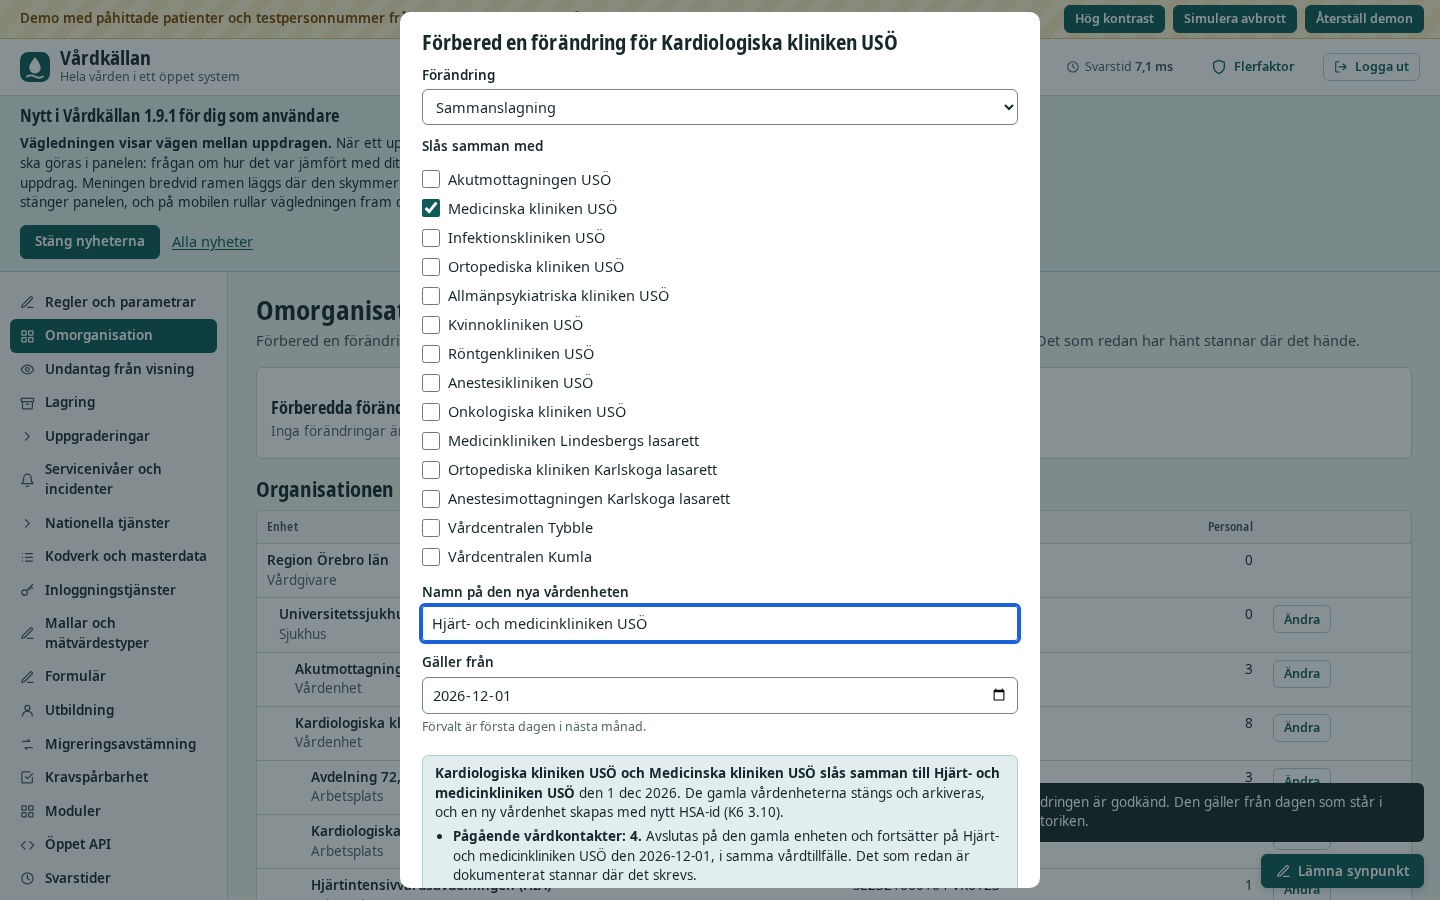 Demo med påhittade patienter och testpersonnummer
Hög kontrast
Simulera avbrott
Återställ demon
Vårdkällan
Hela vården i ett öppet system
Svarstid 7,1 ms
Flerfaktor
Logga ut
Nytt i Vårdkällan 1.9.1 för dig som användare
Vägledningen visar vägen mellan uppdragen. När ett
ska göras i panelen: frågan om hur det var jämfört med
uppdrag. Meningen bredvid ramen läggs där den skymmer
stänger panelen, och på mobilen rullar vägledningen fram
Stäng nyheterna
Alla nyheter
Regler och parametrar
Omorganisation
Undantag från visning
Lagring
Uppgraderingar
Servicenivåer och
incidenter
Nationella tjänster
Kodverk och masterdata
Inloggningstjänster
Mallar och
mätvärdestyper
Formulär
Utbildning
Migreringsavstämning
Kravspårbarhet
Moduler
Öppet API
Svarstider
Förbered en
Det som redan har hänt stannar där det hände.
Inga förändringar
Organisationen
Enhet
Personal
Region Örebro län
Vårdgivare
0
Sjukhus
0
Ändra
Vårdenhet
3
Ändra
Kardiologiska
Vårdenhet
8
Ändra
Avdelning 72,
Arbetsplats
3
Ändra
Kardiologiska
Arbetsplats
1
Ändra
Förbered en förändring för Kardiologiska kliniken USÖ
Förändring
Sammanslagning
Slås samman med
Akutmottagningen USÖ
Medicinska kliniken USÖ
Infektionskliniken USÖ
Ortopediska kliniken USÖ
Allmänpsykiatriska kliniken USÖ
Kvinnokliniken USÖ
Röntgenkliniken USÖ
Anestesikliniken USÖ
Onkologiska kliniken USÖ
Medicinkliniken Lindesbergs lasarett
Ortopediska kliniken Karlskoga lasarett
Anestesimottagningen Karlskoga lasarett
Vårdcentralen Tybble
Vårdcentralen Kumla
Namn på den nya vårdenheten
Hjärt- och medicinkliniken USÖ
Gäller från
2026-12-01
Förvalt är första dagen i nästa månad.
Kardiologiska kliniken USÖ och Medicinska kliniken USÖ slås samman till Hjärt- och
medicinkliniken USÖ den 1 dec 2026. De gamla vårdenheterna stängs och arkiveras,
och en ny vårdenhet skapas med nytt HSA-id (K6 3.10).
• Pågående vårdkontakter: 4. Avslutas på den gamla enheten och fortsätter på Hjärt-
och medicinkliniken USÖ den 2026-12-01, i samma vårdtillfälle. Det som redan är
dokumenterat stannar där det skrevs.
är godkänd. Den gäller från dagen som står i
Lämna synpunkt